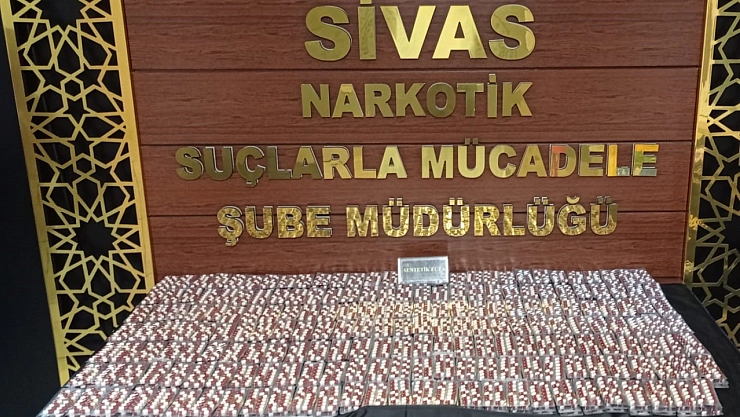 SİVAS
NARKOTİK
SUÇLARLA MÜCADELE
ŞUBE MÜDÜRLÜĞÜ